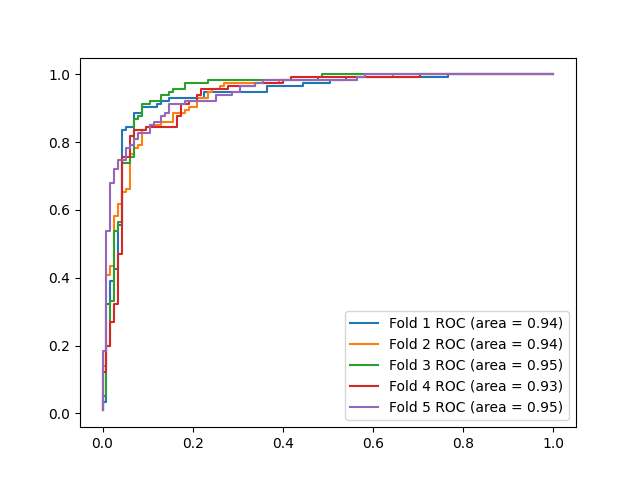 1.0
0.8
0.6
0.4
0.2
0.0
0.0 0.2 0.4 0.6 0.8 1.0
Fold 1 ROC (area = 0.94)
Fold 2 ROC (area = 0.94)
Fold 3 ROC (area = 0.95)
Fold 4 ROC (area = 0.93)
Fold 5 ROC (area = 0.95)